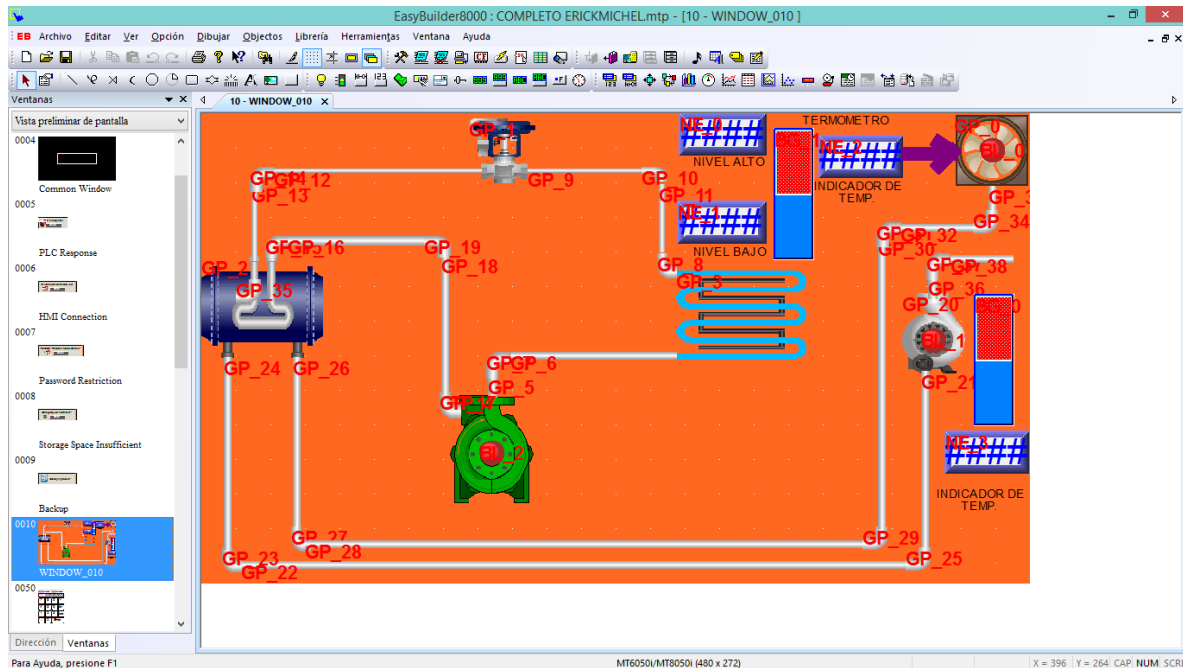 EasyBuilder8000 : COMPLETO ERICKMICHEL.mtp - [10 - WINDOW_010 ]
EB Archivo Editar Ver Opción Dibujar Objectos Librería Herramientas Ventana Ayuda
Ventanas
10 - WINDOW_010
Vista preliminar de pantalla
0004
Common Window
0005
PLC Response
0006
HMI Connection
0007
Password Restriction
0008
Storage Space Insufficient
0009
Backup
0010
WINDOW_010
0050
Dirección Ventanas
GP_1
NE_0
##.##
NIVEL ALTO
TERMOMETRO
NE_2
INDICADOR DE
TEMP.
GP_0
BL_0
GP_12
GP_13
GP_9
GP_10
GP_11
NE_1
NIVEL BAJO
GP_34
GP_32
GP_30
GP_16
GP_19
GP_18
GP_2
GP_35
GP_8
GP_3
GP_38
GP_36
GP_20
BL_1
GP_21
GP_24
GP_26
GP_6
GP_5
BL_2
NE_3
INDICADOR DE
TEMP.
GP_27
GP_28
GP_29
GP_23
GP_22
GP_25
Para Ayuda, presione F1
MT6050i/MT8050i (480 x 272)
X = 396 Y = 264 CAP NUM SCRL